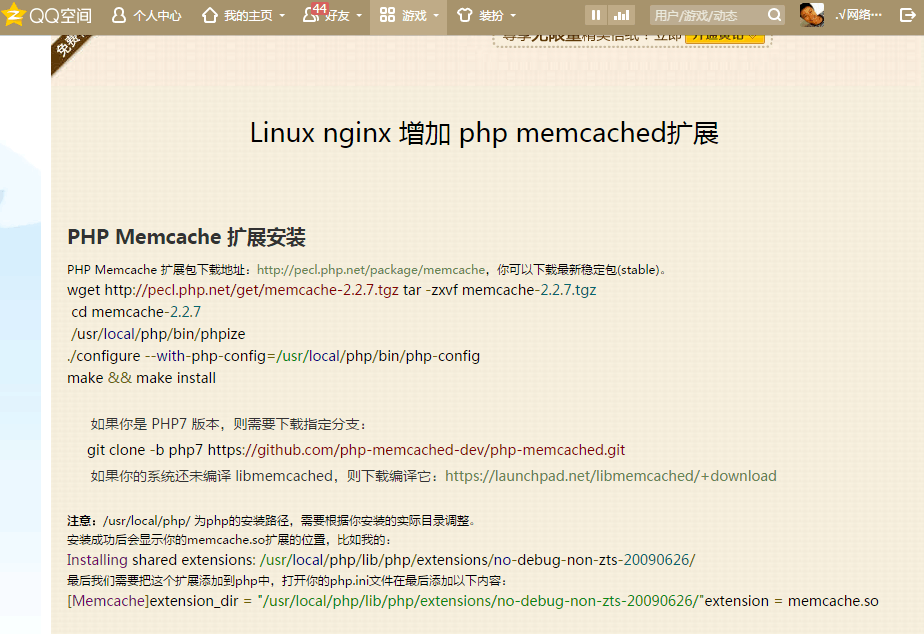 QQ空间 个人中心 我的主页 44 好友 游戏 装扮 用户/游戏/动态 .√网络···
免费
尊享无限量精美信纸！立即 开通黄钻
Linux nginx 增加 php memcached扩展
PHP Memcache 扩展安装
PHP Memcache 扩展包下载地址：http://pecl.php.net/package/memcache，你可以下载最新稳定包(stable)。
wget http://pecl.php.net/get/memcache-2.2.7.tgz tar -zxvf memcache-2.2.7.tgz
cd memcache-2.2.7
/usr/local/php/bin/phpize
./configure --with-php-config=/usr/local/php/bin/php-config
make && make install
如果你是 PHP7 版本，则需要下载指定分支：
git clone -b php7 https://github.com/php-memcached-dev/php-memcached.git
如果你的系统还未编译 libmemcached，则下载编译它：https://launchpad.net/libmemcached/+download
注意：/usr/local/php/ 为php的安装路径，需要根据你安装的实际目录调整。
安装成功后会显示你的memcache.so扩展的位置，比如我的：
Installing shared extensions: /usr/local/php/lib/php/extensions/no-debug-non-zts-20090626/
最后我们需要把这个扩展添加到php中，打开你的php.ini文件在最后添加以下内容：
[Memcache]extension_dir = "/usr/local/php/lib/php/extensions/no-debug-non-zts-20090626/"extension = memcache.so